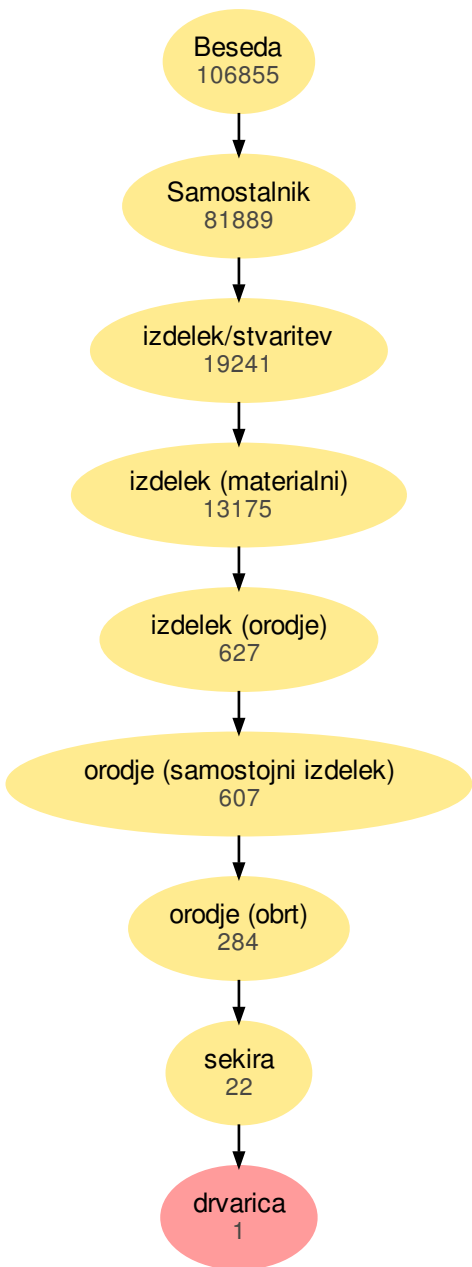 Beseda
106855
Samostalnik
81889
izdelek/stvaritev
19241
izdelek (materialni)
13175
izdelek (orodje)
627
orodje (samostojni izdelek)
607
orodje (obrt)
284
sekira
22
drvarica
1